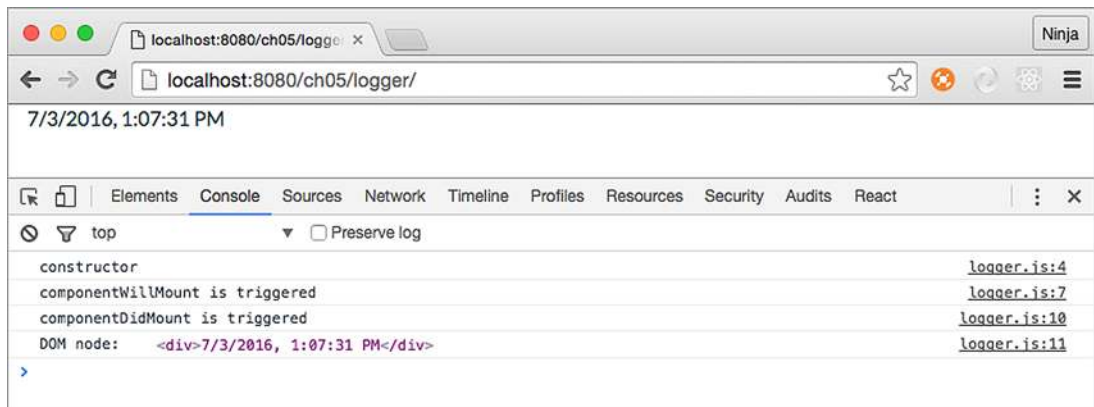 localhost:8080/ch05/logge
Ninja
localhost:8080/ch05/logger/
7/3/2016, 1:07:31 PM
Elements Console Sources Network Timeline Profiles Resources Security Audits React
top Preserve log
constructor logger.js:4
componentWillMount is triggered logger.js:7
componentDidMount is triggered logger.js:10
DOM node: <div>7/3/2016, 1:07:31 PM</div> logger.js:11